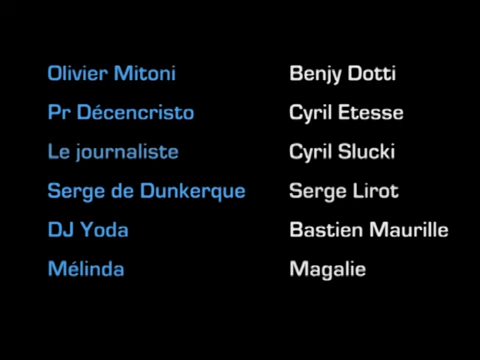 Olivier Mitoni Benjy Dotti
Pr Décencristo Cyril Etesse
Le journaliste Cyril Slucki
Serge de Dunkerque Serge Lirot
DJ Yoda Bastien Maurille
Mélinda Magalie